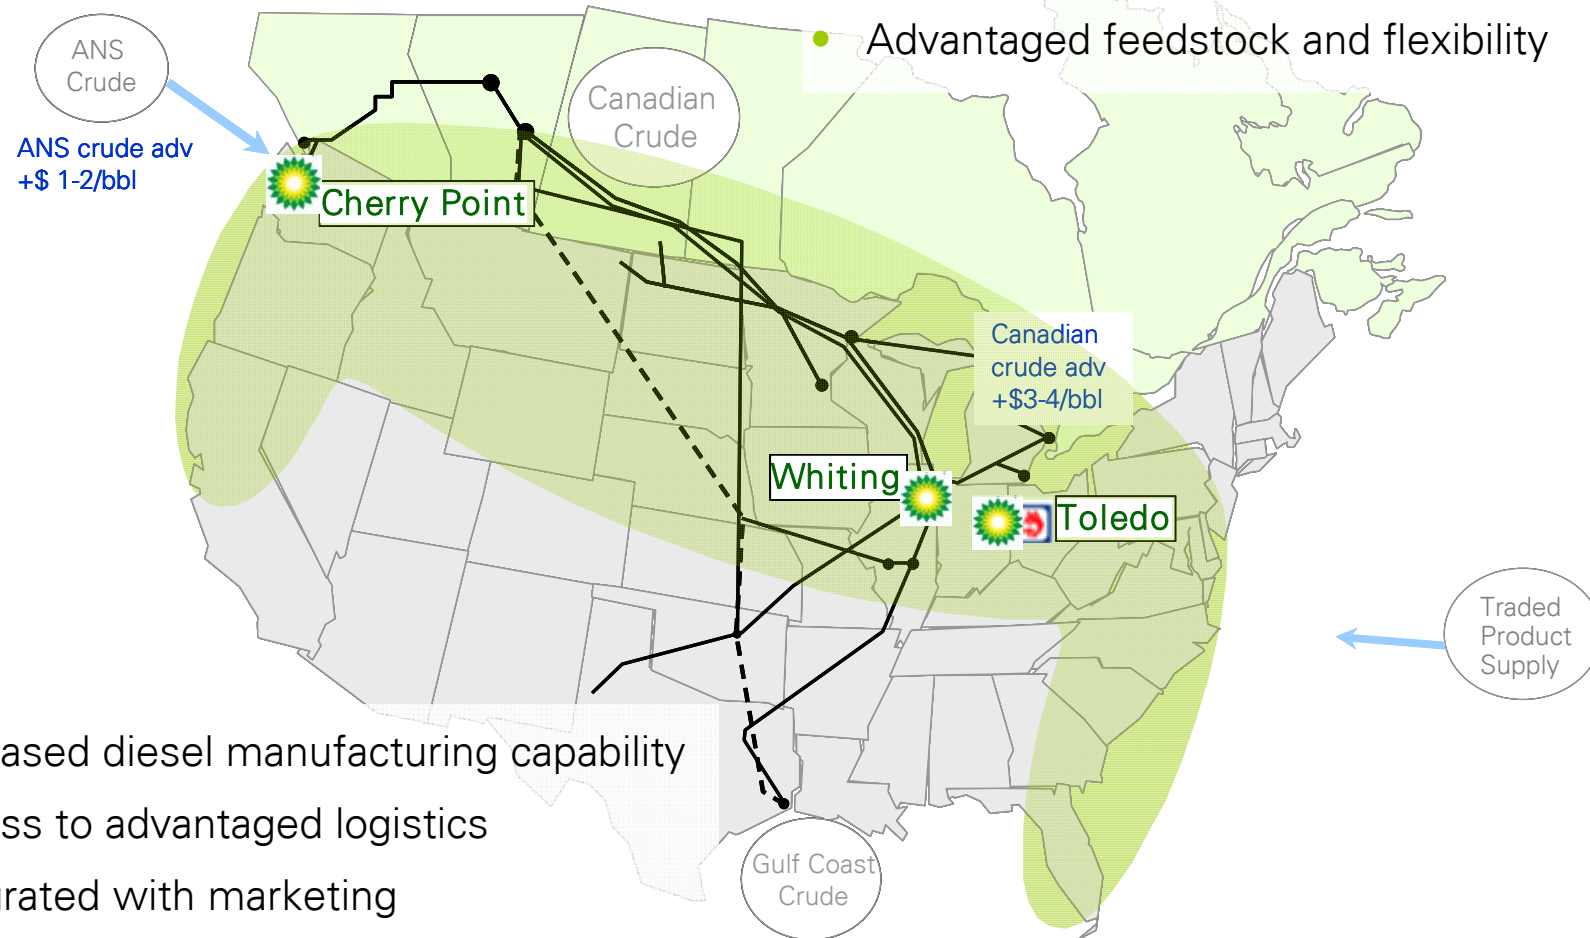 Advantaged feedstock and flexibility
ANS
Crude
ANS crude adv
+$ 1-2/bbl
Canadian
Crude
Cherry Point
Canadian
crude adv
+$3-4/bbl
Whiting
Toledo
Traded
Product
Supply
ased diesel manufacturing capability
ss to advantaged logistics
grated with marketing
Gulf Coast
Crude